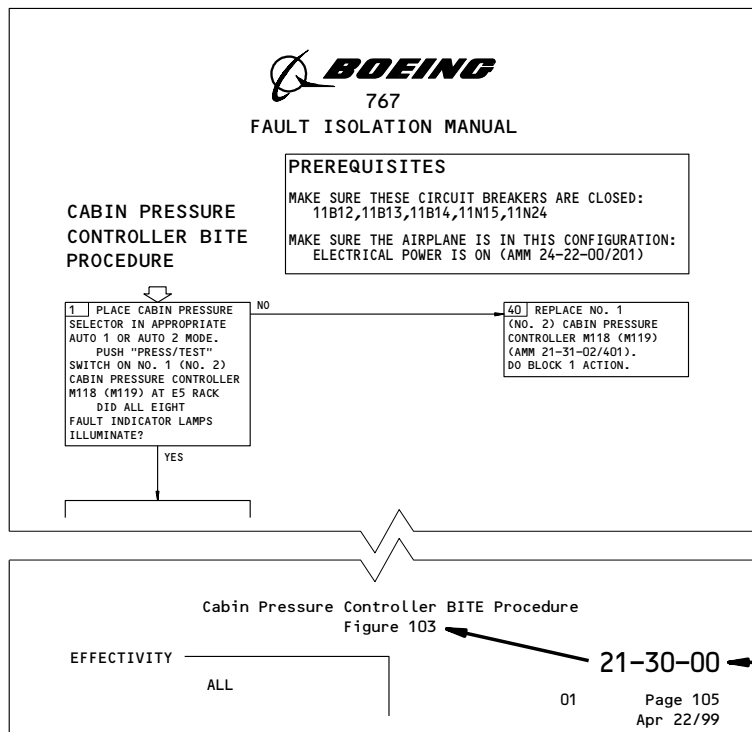 BOEING
767
FAULT ISOLATION MANUAL
PREREQUISITES
MAKE SURE THESE CIRCUIT BREAKERS ARE CLOSED:
11B12,11B13,11B14,11N15,11N24
MAKE SURE THE AIRPLANE IS IN THIS CONFIGURATION:
ELECTRICAL POWER IS ON (AMM 24-22-00/201)
CABIN PRESSURE
CONTROLLER BITE
PROCEDURE
1 PLACE CABIN PRESSURE
SELECTOR IN APPROPRIATE
AUTO 1 OR AUTO 2 MODE.
PUSH "PRESS/TEST"
SWITCH ON NO. 1 (NO. 2)
CABIN PRESSURE CONTROLLER
M118 (M119) AT E5 RACK
DID ALL EIGHT
FAULT INDICATOR LAMPS
ILLUMINATE?
NO
40 REPLACE NO. 1
(NO. 2) CABIN PRESSURE
CONTROLLER M118 (M119)
(AMM 21-31-02/401).
DO BLOCK 1 ACTION.
YES
Cabin Pressure Controller BITE Procedure
Figure 103
EFFECTIVITY
ALL
21-30-00
01 Page 105
Apr 22/99